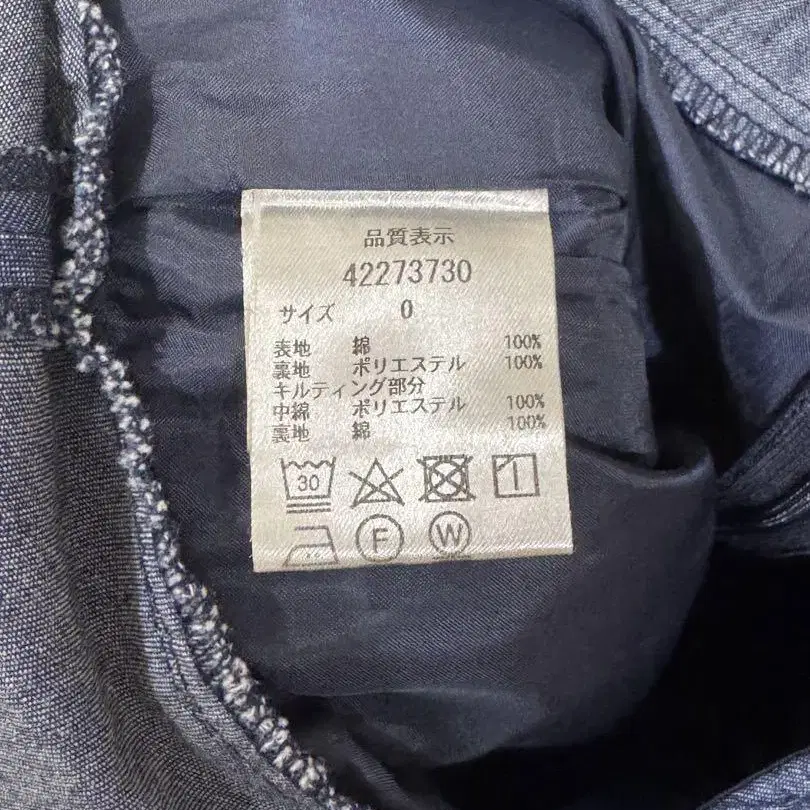 品質表示
42273730
サイズ 0
表地 綿 100%
裏地 ポリエステル 100%
キルティング部分
中綿 ポリエステル 100%
裏地 綿 100%
30
F W